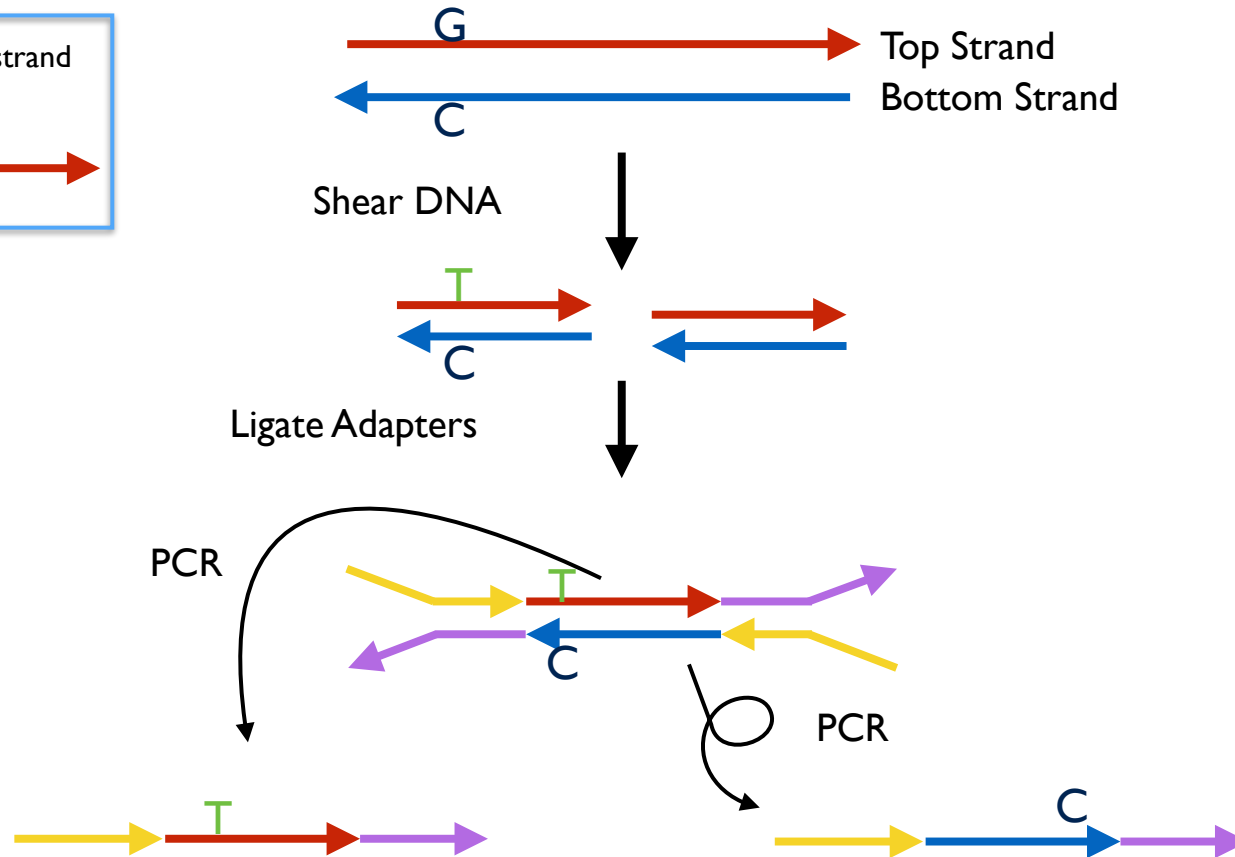 strand
G
Top Strand
Bottom Strand
C
Shear DNA
T
C
Ligate Adapters
PCR
T
C
PCR
T
C